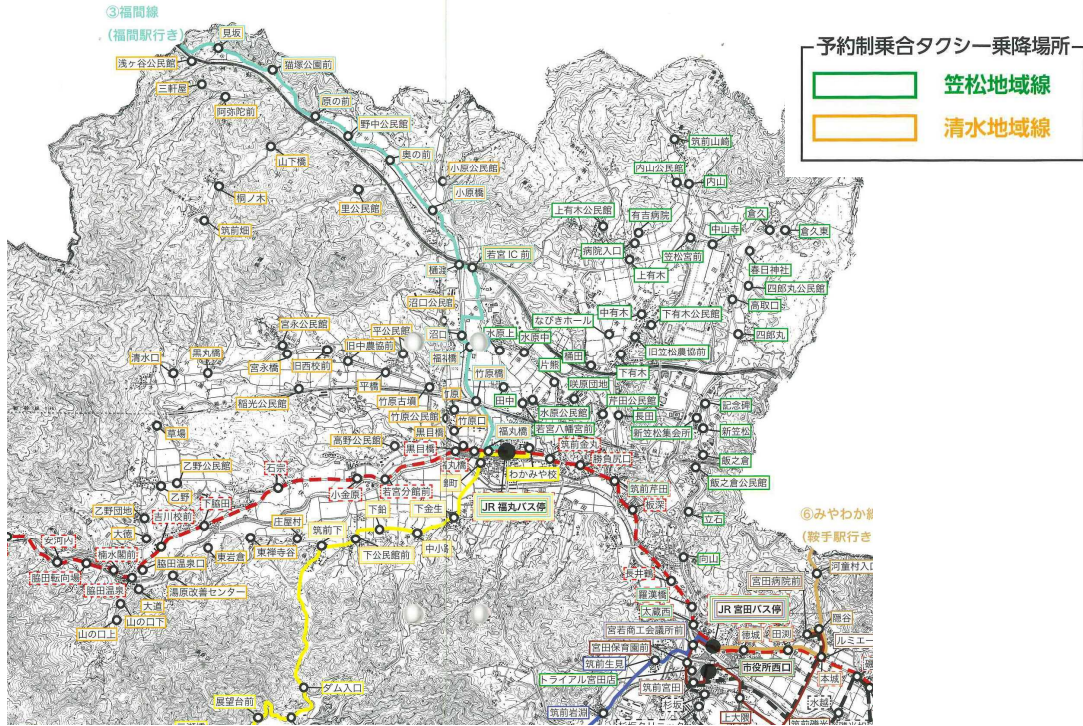 ③福間線
(福間駅行き)
見坂
浅ヶ谷公民館
猫塚公園前
三軒屋
阿弥陀前
原の前
野中公民館
奥の前
山下橋
小原公民館
小原橋
桐ノ木
里公民館
筑前畑
予約制乗合タクシー乗降場所
笠松地域線
清水地域線
筑前山崎
内山公民館
内山
上有木公民館
有吉病院
中山寺
倉久
倉久東
若宮IC前
病院入口
笠松宮前
樋渡
上有木
春日神社
四郎丸公民館
高取口
沼口公民
中有木
下有木公民館
なびきホール
四郎丸
宮永公民館
平公民館
沼口
水原上
水原中
清水口
黒丸橋
宮永橋
旧西校前
旧中農協前
片熊
桶田
旧笠松農協前
下有木
竹原橋
咲原団地
平橋
稲光公民館
竹原古墳
田中
水原公民館
芹田公民館
記念碑
竹原公民館
竹原口
若宮八幡宮前
長田
新笠松集会所
新笠松
草場
高野公民館
黒目橋
黒目橋
福丸橋
筑前金丸
勝負尻口
飯之倉
飯之倉公民館
乙野公民館
石宗
わかみや校
乙野
小金原
若宮分館前
筑前芹田
乙野団地
下脇田
JR 福丸バス停
板深
立石
吉川校前
庄屋村
下鉛
下金生
大徳
筑前下
女河内
楠水閣前
東岩倉
東禅寺谷
下公民館前
向山
⑥みやわか線
(鞍手駅行き
脇田温泉口
脇田転向場
脇田温泉
湯原改善センター
長井鶴
宮田病院前
河童村入口
大道
山の口下
羅漢橋
太蔵西
JR 宮田バス停
隠谷
山の口上
宮若商工会議所前
徳城
田渕
ルミエー
宮田保育園前
筑前生見
市役所西口
トライアル宮田店
本城
ダム入口
筑前宮田
展望台前
筑前岩淵
杉坂
上大隈
水越